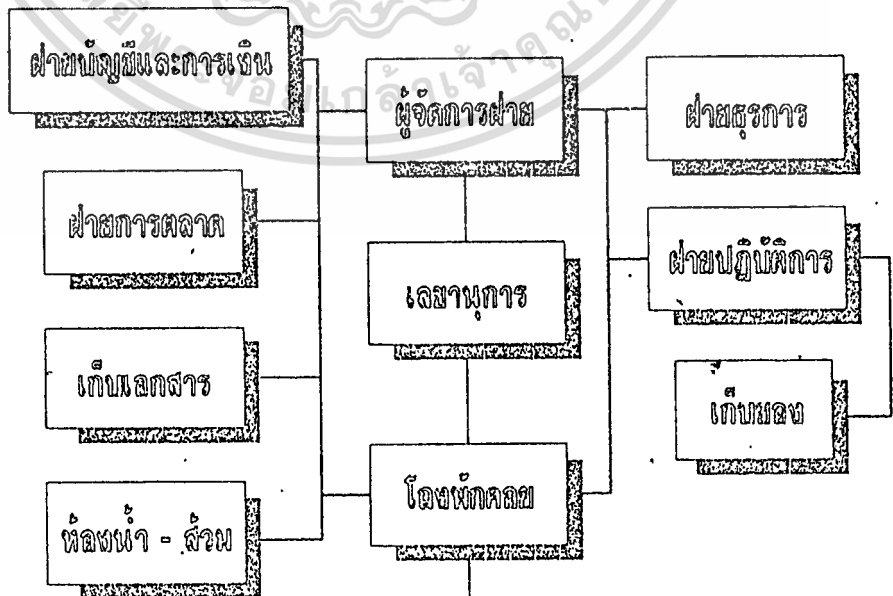 ฝ่ายบัญชีและการเงิน
ผู้จัดการฝ่าย
ฝ่ายธุรการ
ฝ่ายการตลาด
ฝ่ายปฏิบัติการ
เลขานุการ
เก็บเอกสาร
เก็บของ
โถงพักคอย
ห้องน้ำ - ส้วม